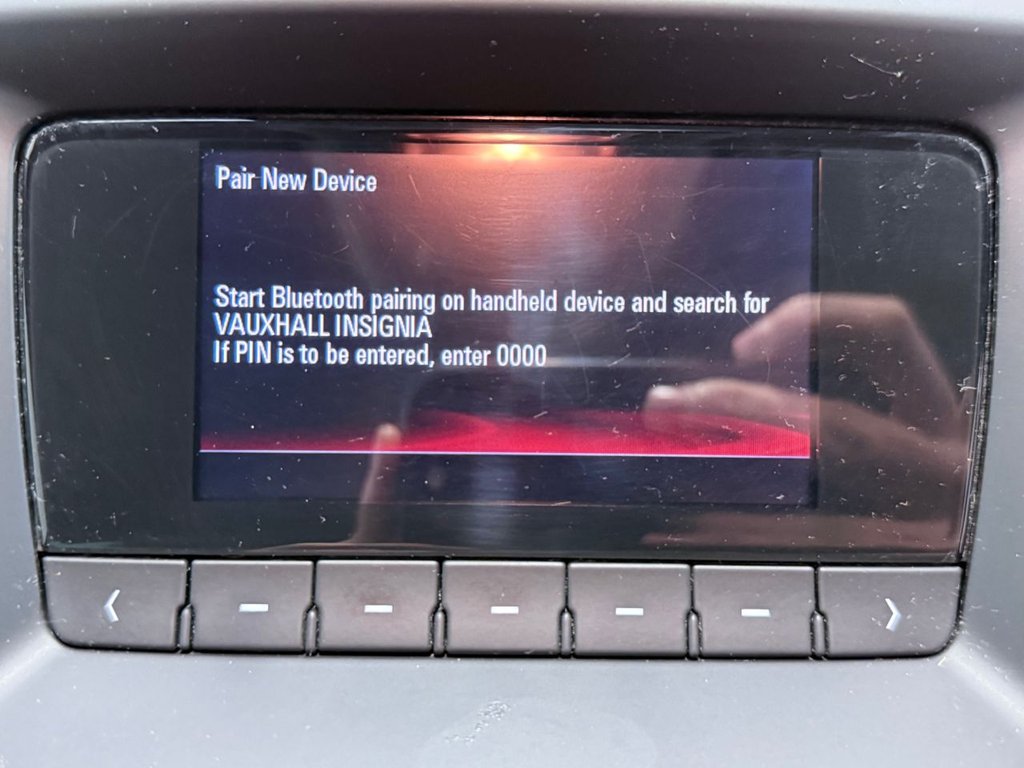 Pair New Device
Start Bluetooth pairing on handheld device and search for
VAUXHALL INSIGNIA
If PIN is to be entered, enter 0000